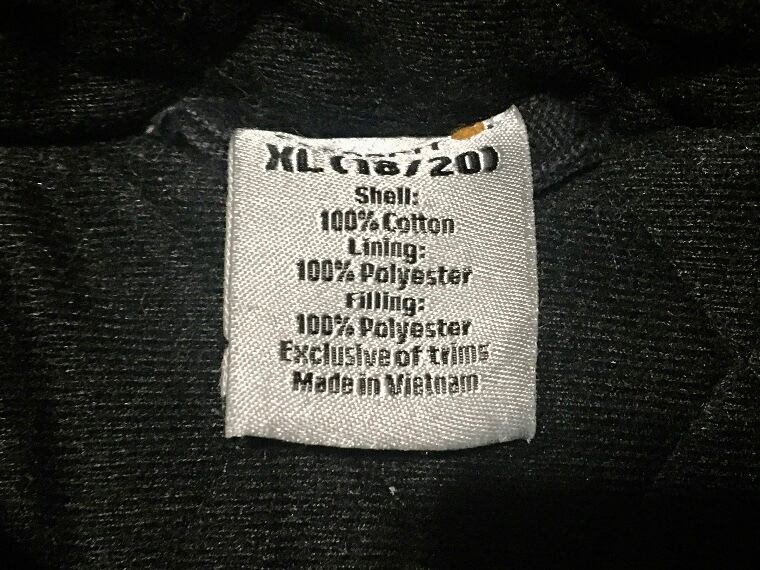 XL (18/20)
Shell:
100% Cotton
Lining:
100% Polyester
Filling:
100% Polyester
Exclusive of trims
Made in Vietnam